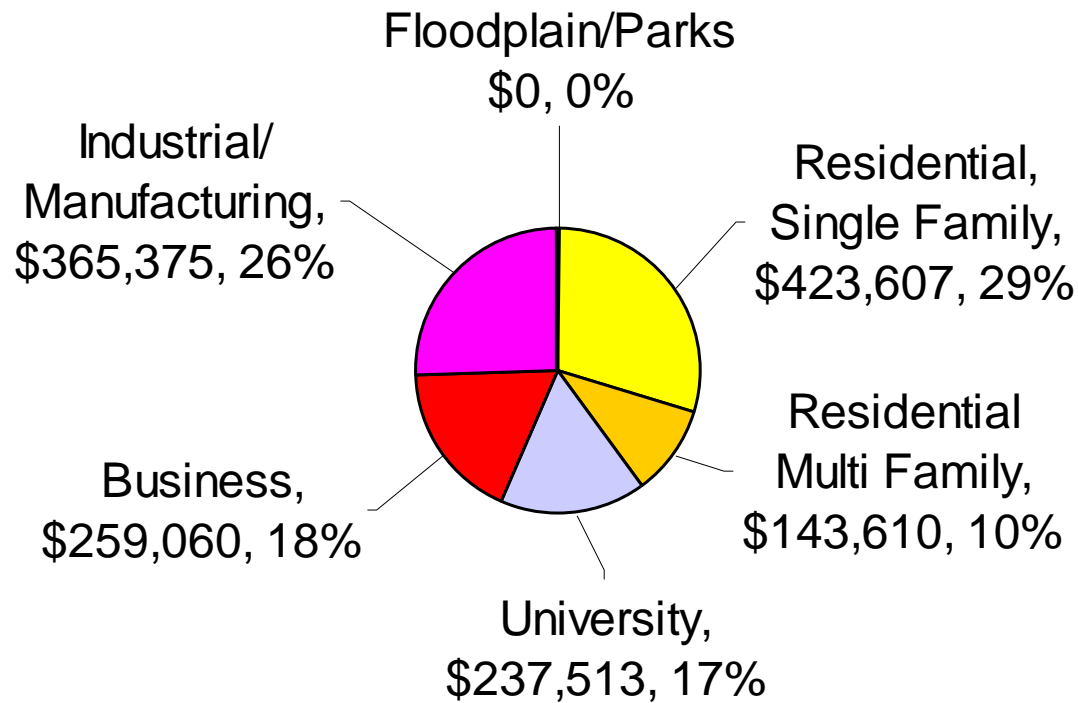 Floodplain/Parks
$0, 0%
Residential,
Single Family,
$423,607, 29%
Residential
Multi Family,
$143,610, 10%
University,
$237,513, 17%
Business,
$259,060, 18%
Industrial/
Manufacturing,
$365,375, 26%